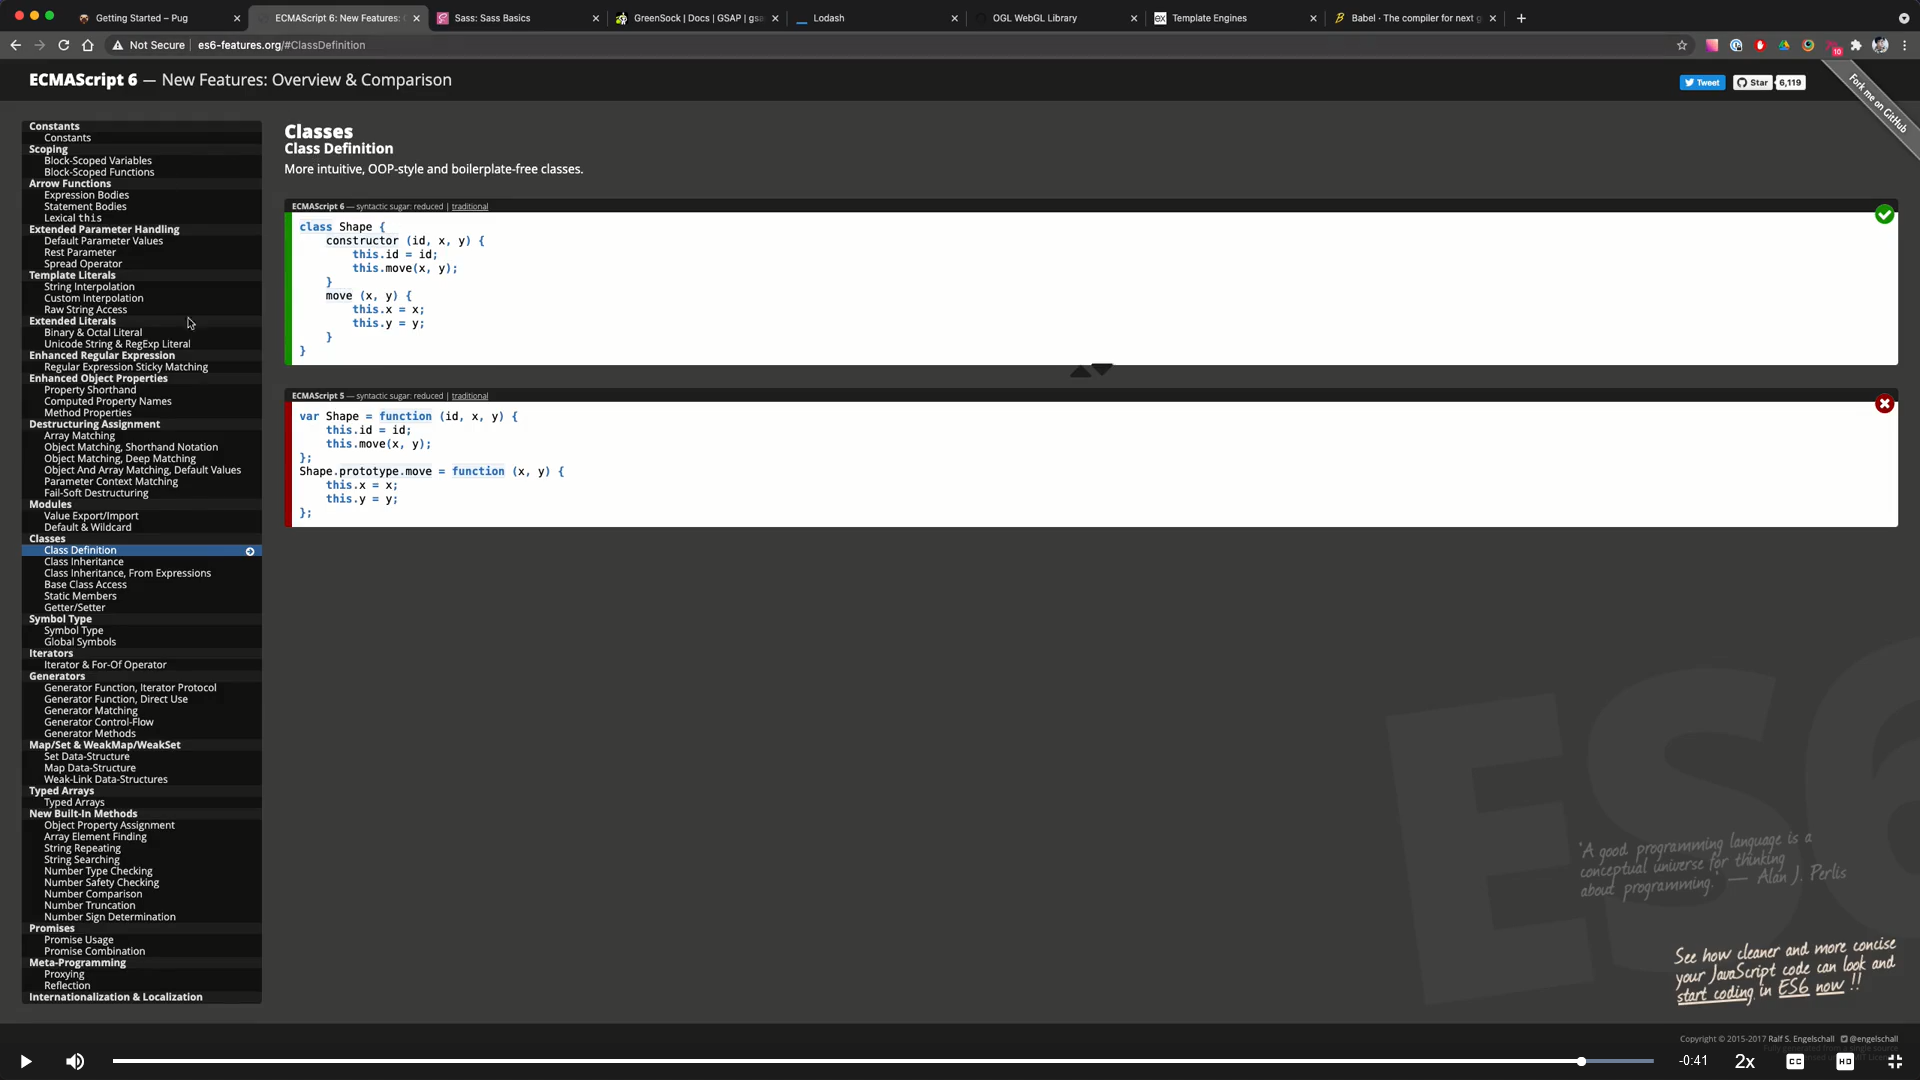 Getting Started – Pug
ECMAScript 6: New Features:
Sass: Sass Basics
GreenSock | Docs | GSAP | gsa
Lodash
OGL WebGL Library
ex Template Engines
Babel · The compiler for next g
Not Secure
es6-features.org/#ClassDefinition
10
ECMAScript 6 — New Features: Overview & Comparison
Tweet
Star 6,119
Fork me on GitHub
Constants
Constants
Scoping
Block-Scoped Variables
Block-Scoped Functions
Arrow Functions
Expression Bodies
Statement Bodies
Lexical this
Extended Parameter Handling
Default Parameter Values
Rest Parameter
Spread Operator
Template Literals
String Interpolation
Custom Interpolation
Raw String Access
Extended Literals
Binary & Octal Literal
Unicode String & RegExp Literal
Enhanced Regular Expression
Regular Expression Sticky Matching
Enhanced Object Properties
Property Shorthand
Computed Property Names
Method Properties
Destructuring Assignment
Array Matching
Object Matching, Shorthand Notation
Object Matching, Deep Matching
Object And Array Matching, Default Values
Parameter Context Matching
Fail-Soft Destructuring
Modules
Value Export/Import
Default & Wildcard
Classes
Class Definition
Class Inheritance
Class Inheritance, From Expressions
Base Class Access
Static Members
Getter/Setter
Symbol Type
Symbol Type
Global Symbols
Iterators
Iterator & For-Of Operator
Generators
Generator Function, Iterator Protocol
Generator Function, Direct Use
Generator Matching
Generator Control-Flow
Generator Methods
Map/Set & WeakMap/WeakSet
Set Data-Structure
Map Data-Structure
Weak-Link Data-Structures
Typed Arrays
Typed Arrays
New Built-In Methods
Object Property Assignment
Array Element Finding
String Repeating
String Searching
Number Type Checking
Number Safety Checking
Number Comparison
Number Truncation
Number Sign Determination
Promises
Promise Usage
Promise Combination
Meta-Programming
Proxying
Reflection
Internationalization & Localization
Classes
Class Definition
More intuitive, OOP-style and boilerplate-free classes.
ECMAScript 6 — syntactic sugar: reduced | traditional
class Shape {
constructor (id, x, y) {
this.id = id;
this.move(x, y);
}
move (x, y) {
this.x = x;
this.y = y;
}
}
ECMAScript 5 — syntactic sugar: reduced | traditional
var Shape = function (id, x, y) {
this.id = id;
this.move(x, y);
};
Shape.prototype.move = function (x, y) {
this.x = x;
this.y = y;
};
ES6
'A good programming language is a
conceptual universe for thinking
about programming.' — Alan J. Perlis
See how cleaner and more concise
your JavaScript code can look and
start coding in ES6 now !!
Copyright © 2015-2017 Ralf S. Engelschall @engelschall
-0:41
2x
CC
HD